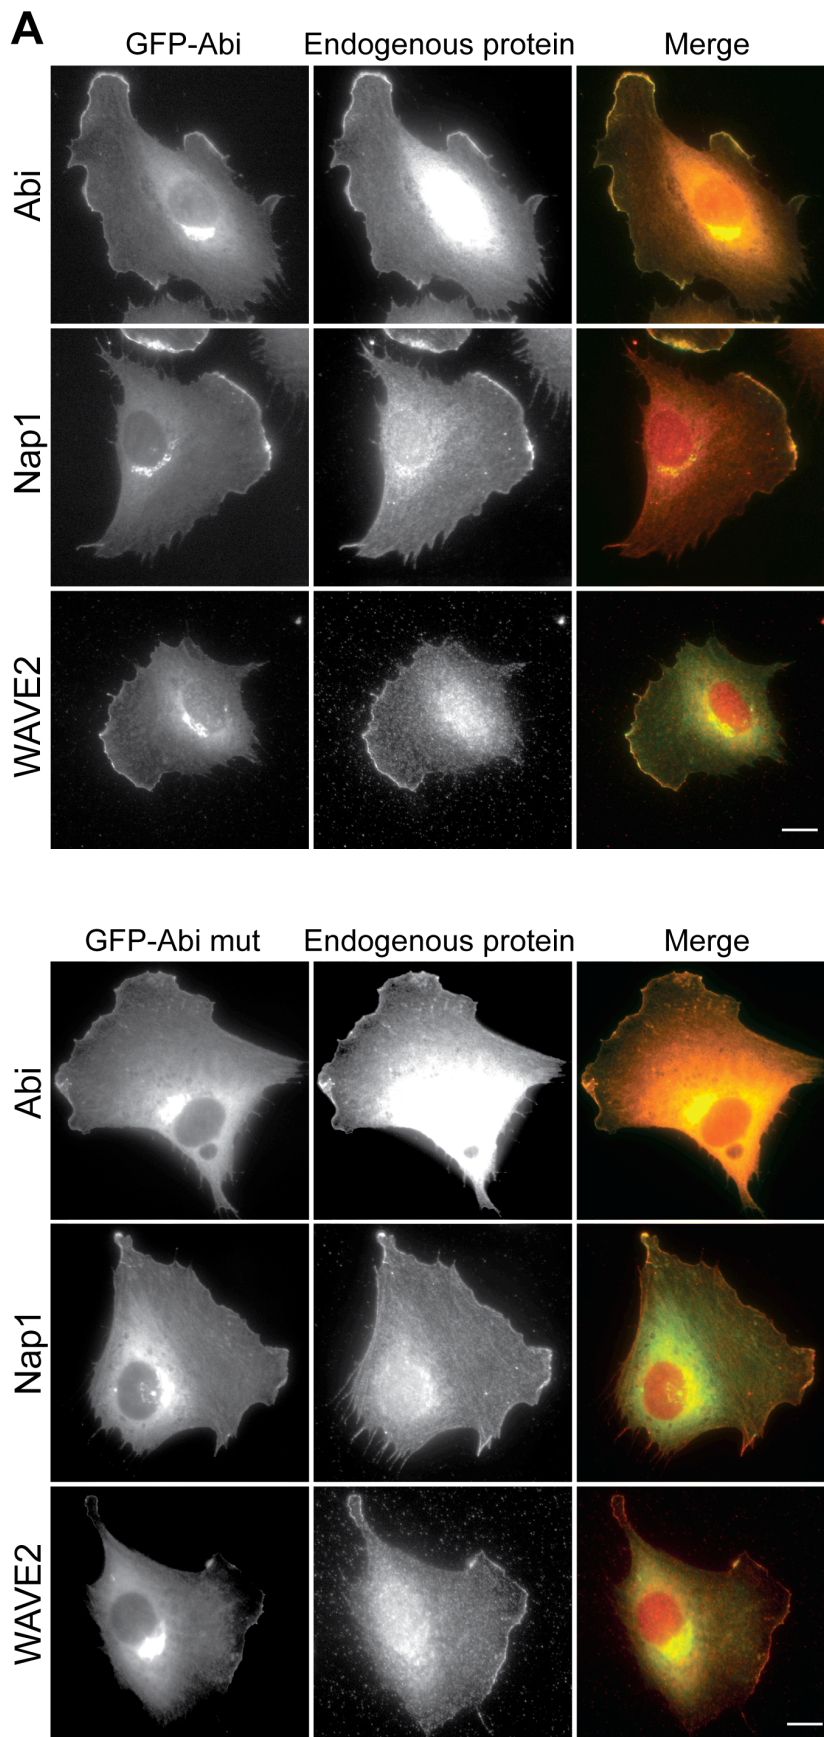 A
GFP-Abi Endogenous protein Merge
Abi
Nap1
WAVE2
GFP-Abi mut Endogenous protein Merge
Abi
Nap1
WAVE2